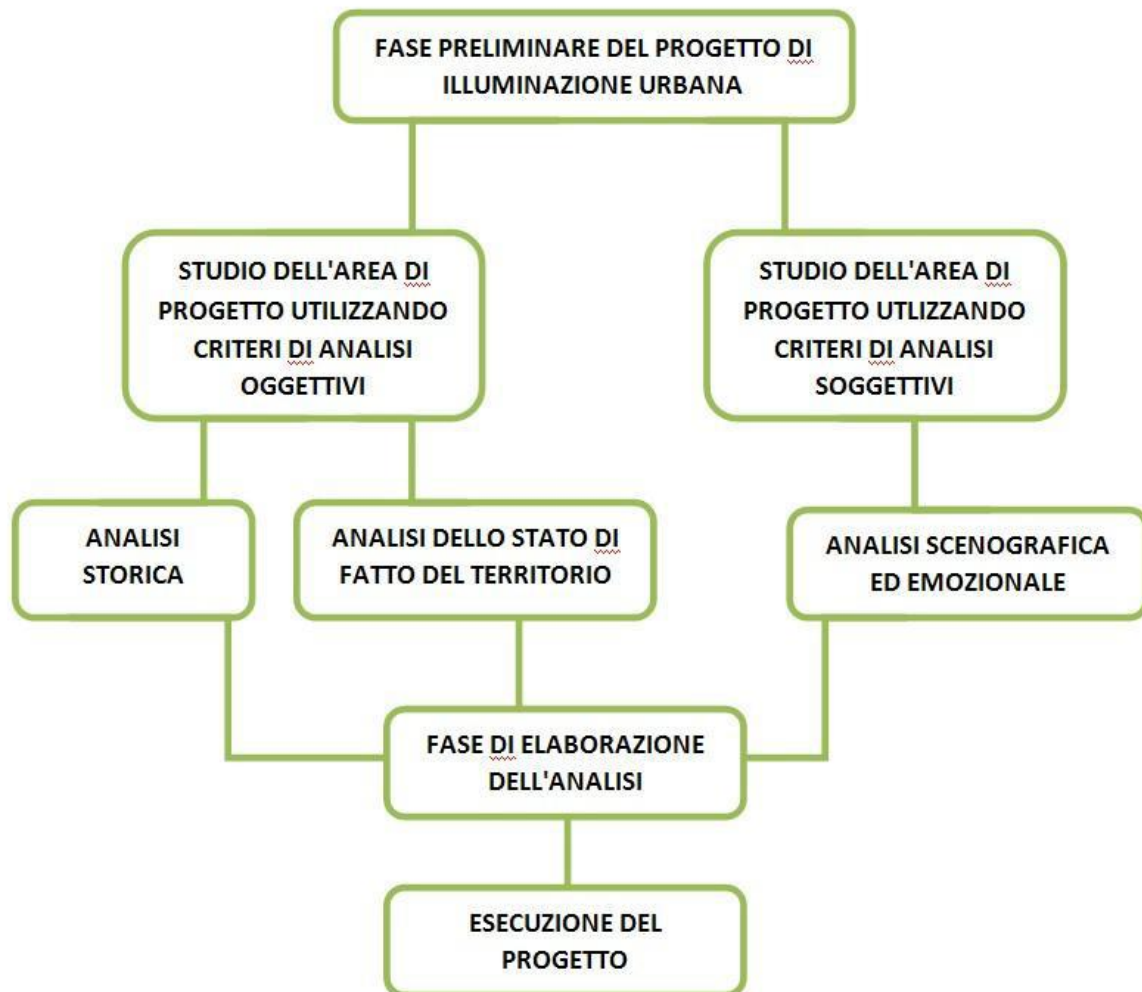 FASE PRELIMINARE DEL PROGETTO DI
ILLUMINAZIONE URBANA
STUDIO DELL'AREA DI
PROGETTO UTILIZZANDO
CRITERI DI ANALISI
OGGETTIVI
STUDIO DELL'AREA DI
PROGETTO UTLIZZANDO
CRITERI DI ANALISI
SOGGETTIVI
ANALISI
STORICA
ANALISI DELLO STATO DI
FATTO DEL TERRITORIO
ANALISI SCENOGRAFICA
ED EMOZIONALE
FASE DI ELABORAZIONE
DELL'ANALISI
ESECUZIONE DEL
PROGETTO